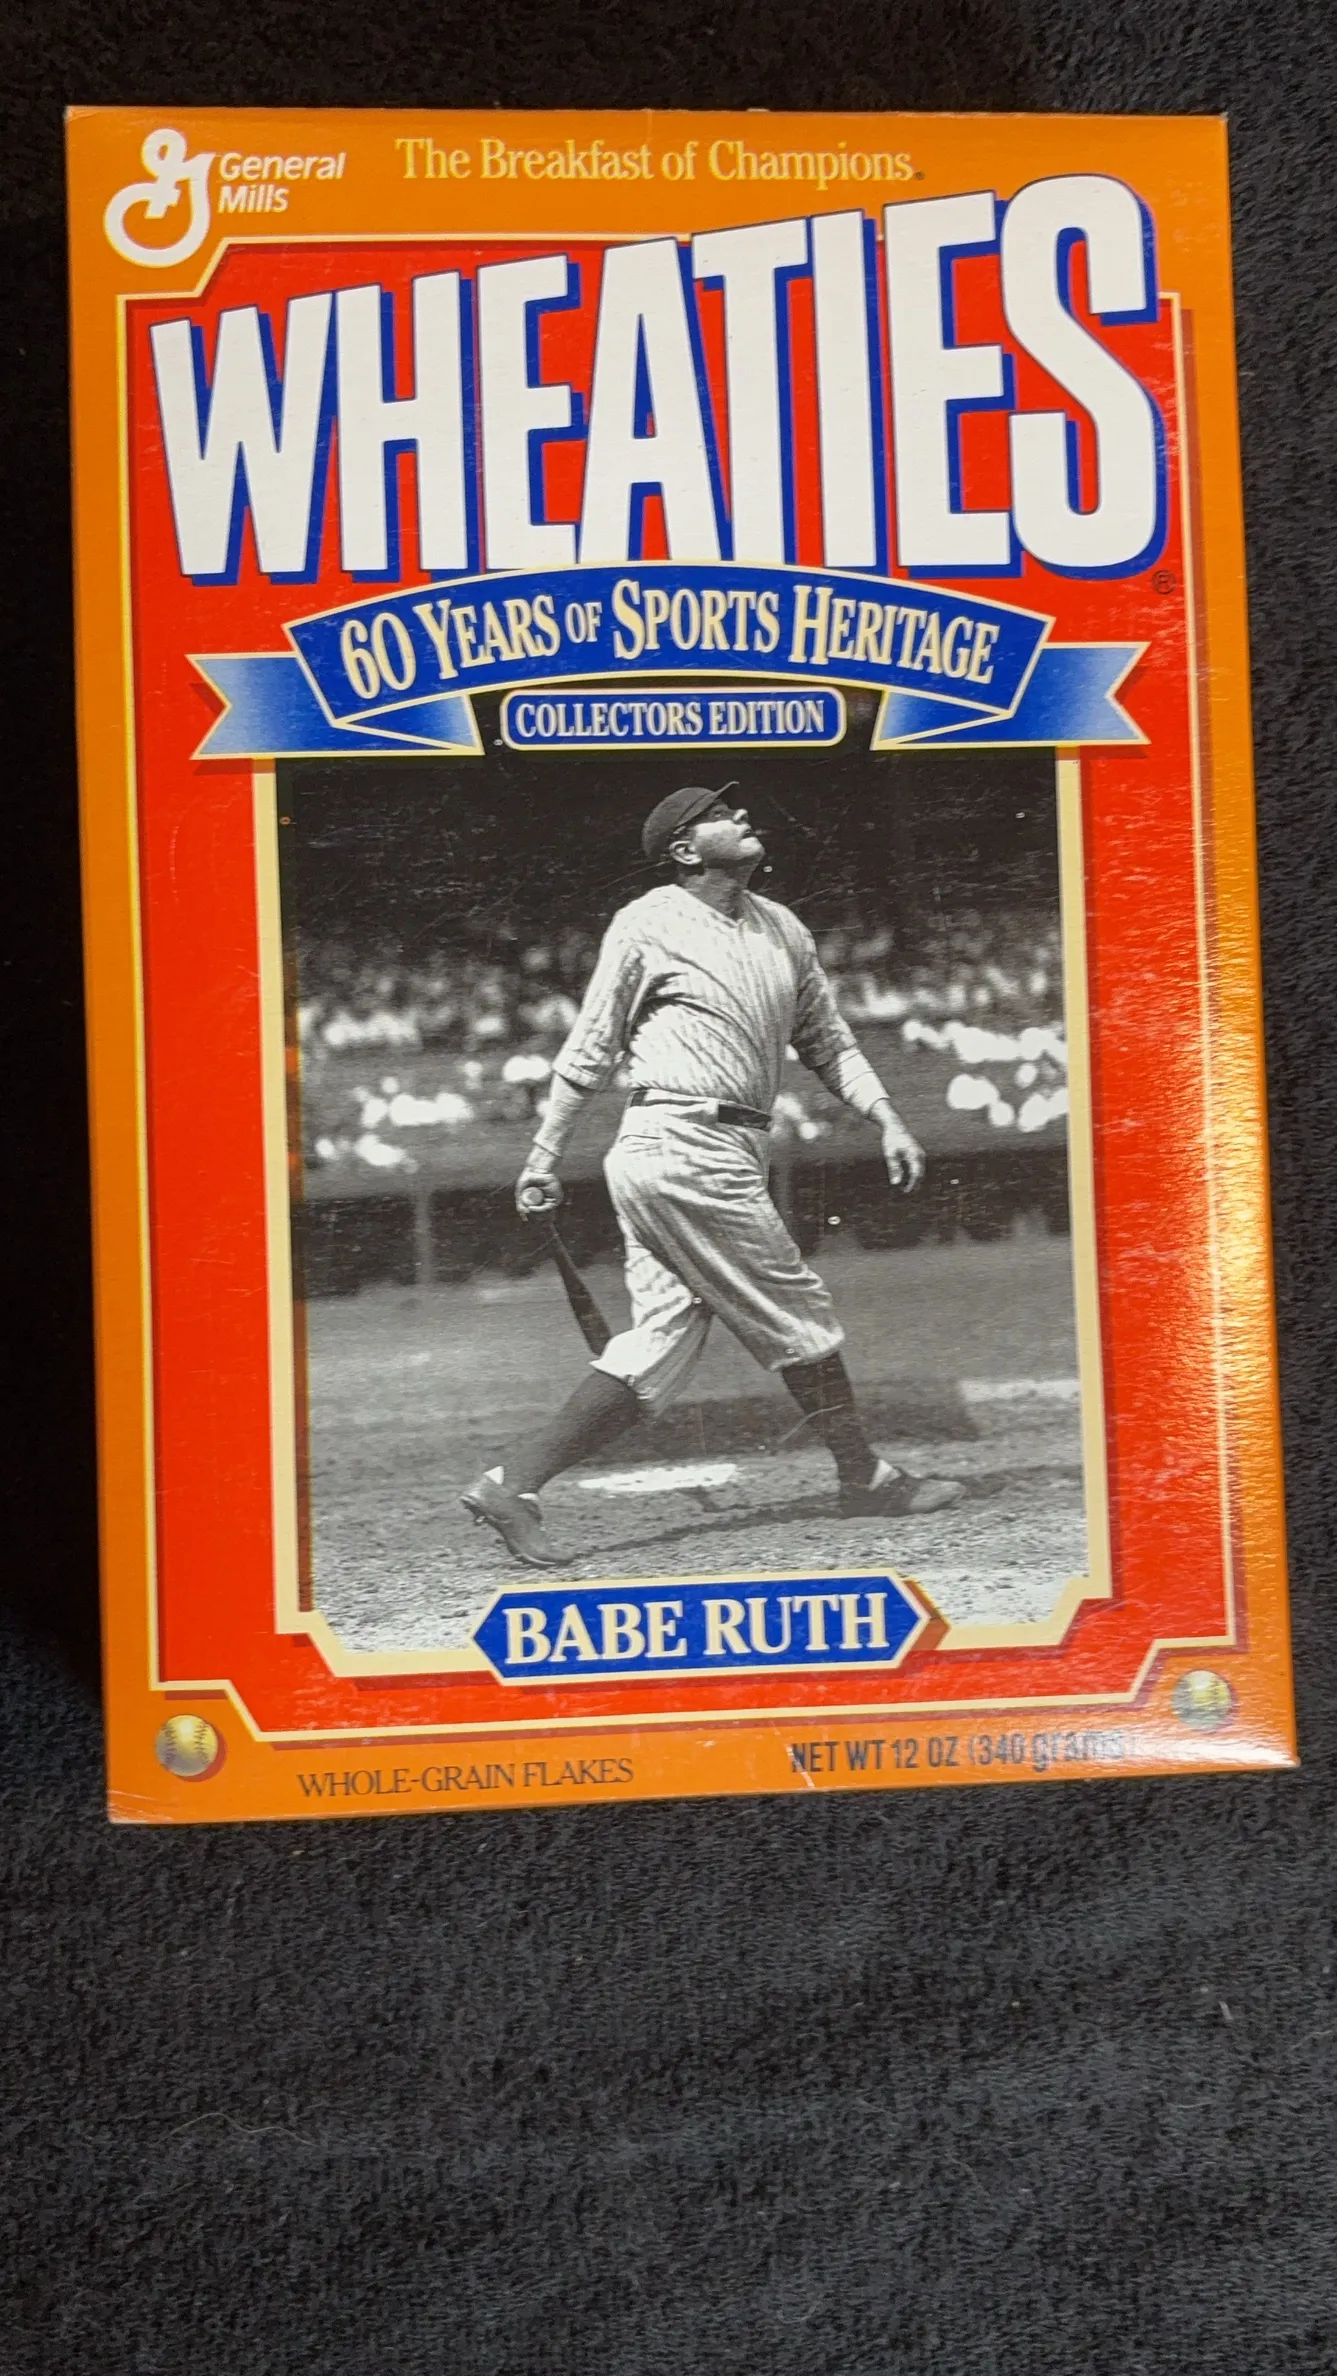 General
Mills
The Breakfast of Champions®
WHEATIES®
60 YEARS OF SPORTS HERITAGE
COLLECTORS EDITION
BABE RUTH
WHOLE-GRAIN FLAKES
NET WT 12 OZ (340 grams)